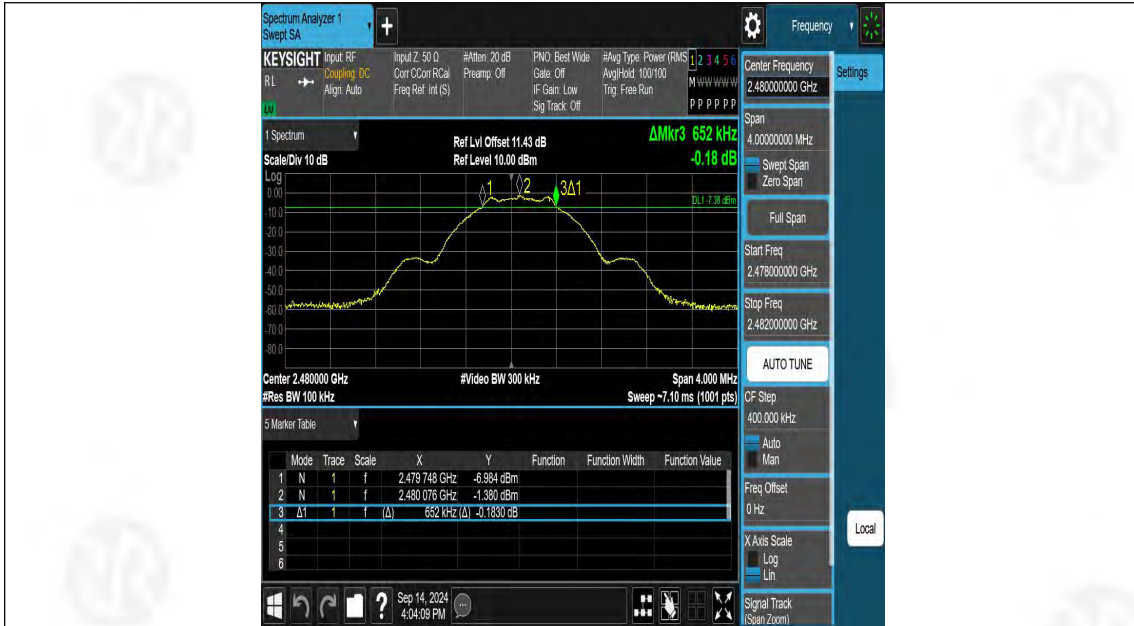 Spectrum Analyzer 1
Swept SA
+
Frequency
KEYSIGHT Input: RF Input Z: 50 Ω #Atten: 20 dB PNO: Best Wide #Avg Type: Power (RMS 1 2 3 4 5 6
RL Coupling: DC Corr CCorr RCal Preamp: Off Gate: Off Avg|Hold: 100/100 M W W W W W
Align: Auto Freq Ref: Int (S) IF Gain: Low Trig: Free Run
Sig Track: Off P P P P P P
1 Spectrum
Ref Lvl Offset 11.43 dB
ΔMkr3 652 kHz
Scale/Div 10 dB Ref Level 10.00 dBm -0.18 dB
Log
1 2 3Δ1
0.00
DL1 -7.38 dBm
-10.0
-20.0
-30.0
-40.0
-50.0
-60.0
-70.0
-80.0
Center 2.480000 GHz #Video BW 300 kHz Span 4.000 MHz
#Res BW 100 kHz Sweep ~7.10 ms (1001 pts)
5 Marker Table
Mode Trace Scale X Y Function Function Width Function Value
1 N 1 f 2.479 748 GHz -6.984 dBm
2 N 1 f 2.480 076 GHz -1.380 dBm
3 Δ1 1 f (Δ) 652 kHz (Δ) -0.1830 dB
4
5
6
?
Sep 14, 2024
4:04:09 PM
Center Frequency
2.480000000 GHz
Settings
Span
4.00000000 MHz
Swept Span
Zero Span
Full Span
Start Freq
2.478000000 GHz
Stop Freq
2.482000000 GHz
AUTO TUNE
CF Step
400.000 kHz
Auto
Man
Freq Offset
0 Hz
Local
X Axis Scale
Log
Lin
Signal Track
(Span Zoom)